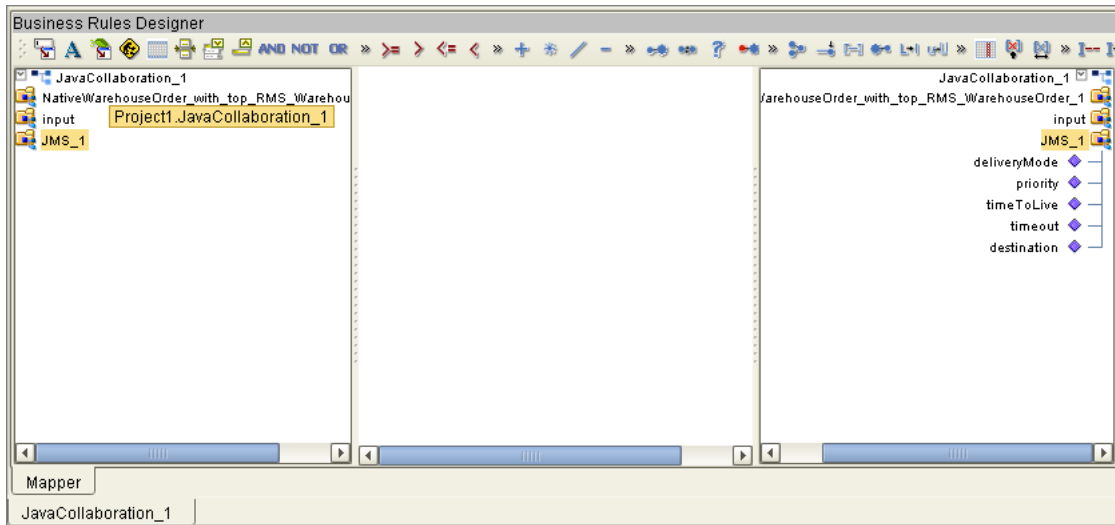 Business Rules Designer
A AND NOT OR » >= > <= < » + * / - » ? » »
JavaCollaboration_1
NativeWarehouseOrder_with_top_RMS_Warehou
input
Project1.JavaCollaboration_1
JMS_1
JavaCollaboration_1
/arehouseOrder_with_top_RMS_WarehouseOrder_1
input
JMS_1
deliveryMode
priority
timeToLive
timeout
destination
Mapper
JavaCollaboration_1